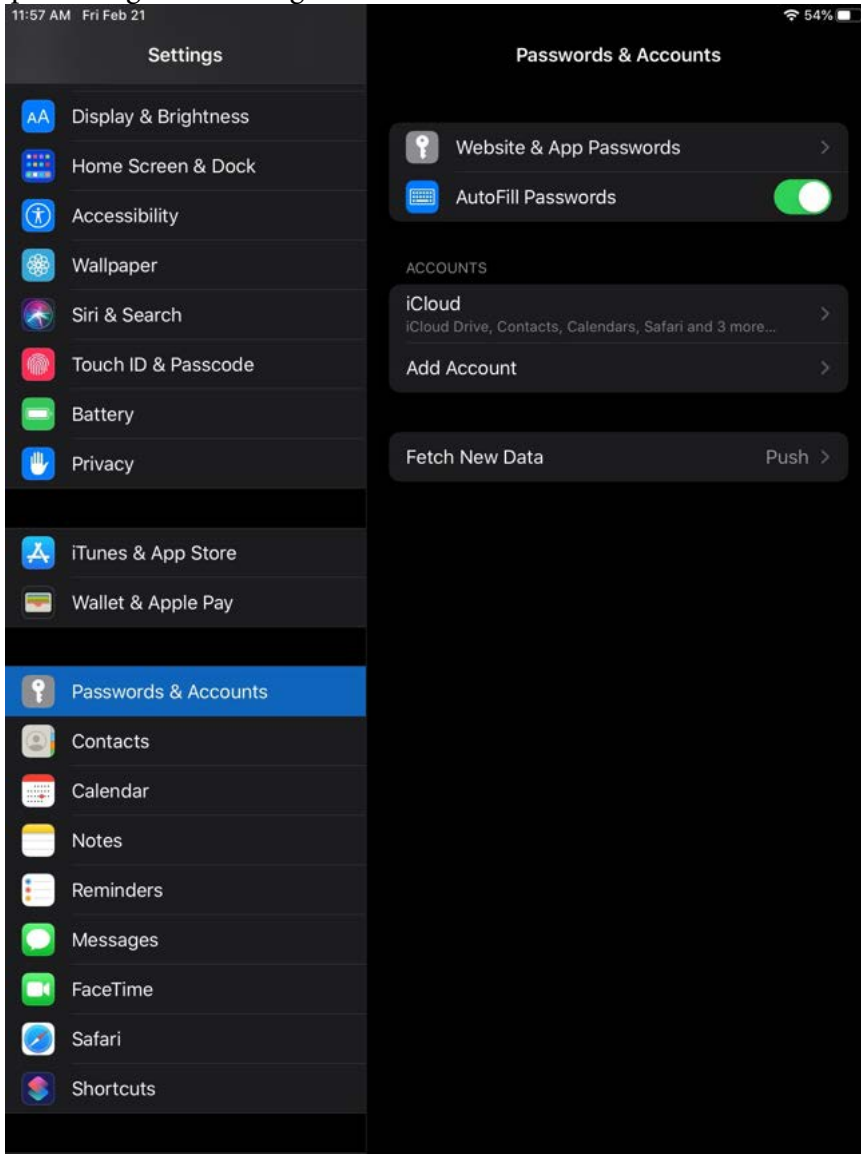 11:57 AM Fri Feb 21
54%
Settings
Display & Brightness
Home Screen & Dock
Accessibility
Wallpaper
Siri & Search
Touch ID & Passcode
Battery
Privacy
iTunes & App Store
Wallet & Apple Pay
Passwords & Accounts
Contacts
Calendar
Notes
Reminders
Messages
FaceTime
Safari
Shortcuts
Passwords & Accounts
Website & App Passwords
AutoFill Passwords
ACCOUNTS
iCloud
iCloud Drive, Contacts, Calendars, Safari and 3 more...
Add Account
Fetch New Data Push